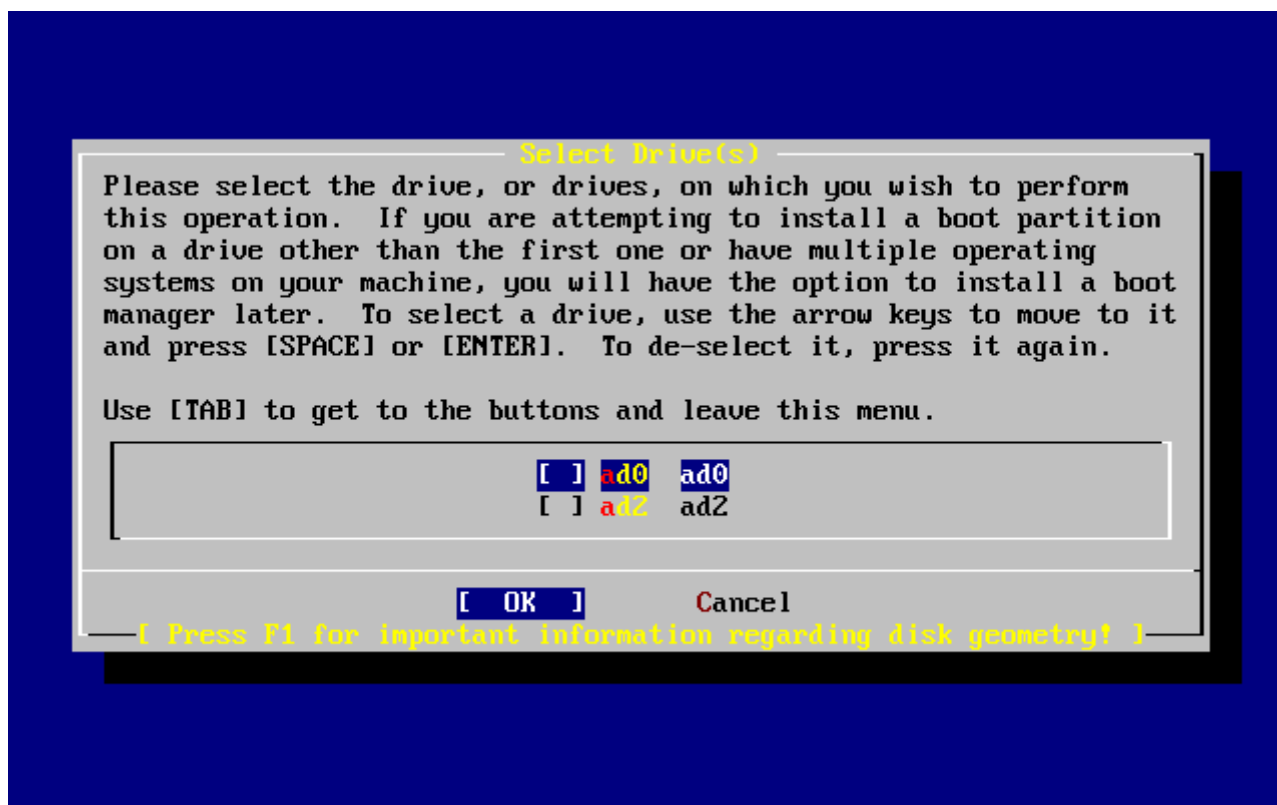 Select Drive(s)
Please select the drive, or drives, on which you wish to perform
this operation.  If you are attempting to install a boot partition
on a drive other than the first one or have multiple operating
systems on your machine, you will have the option to install a boot
manager later.  To select a drive, use the arrow keys to move to it
and press [SPACE] or [ENTER].  To de-select it, press it again.
Use [TAB] to get to the buttons and leave this menu.
[ ] ad0  ad0
[ ] ad2  ad2
[  OK  ]       Cancel
[ Press F1 for important information regarding disk geometry! ]